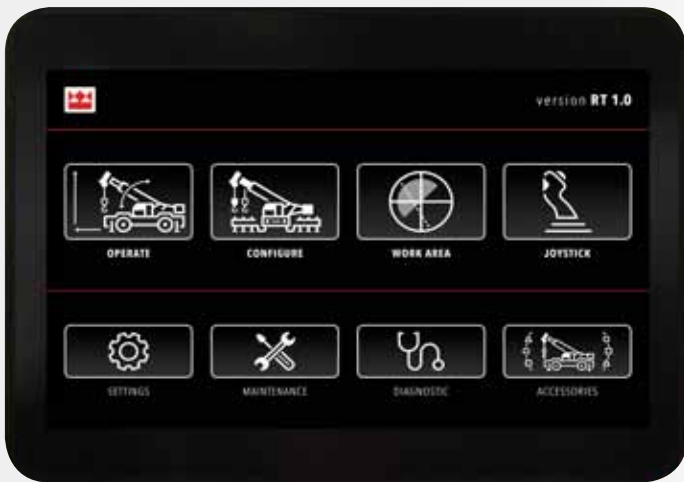 version RT 1.0
OPERATE
CONFIGURE
WORK AREA
JOYSTICK
SETTINGS
MAINTENANCE
DIAGNOSTIC
ACCESSORIES